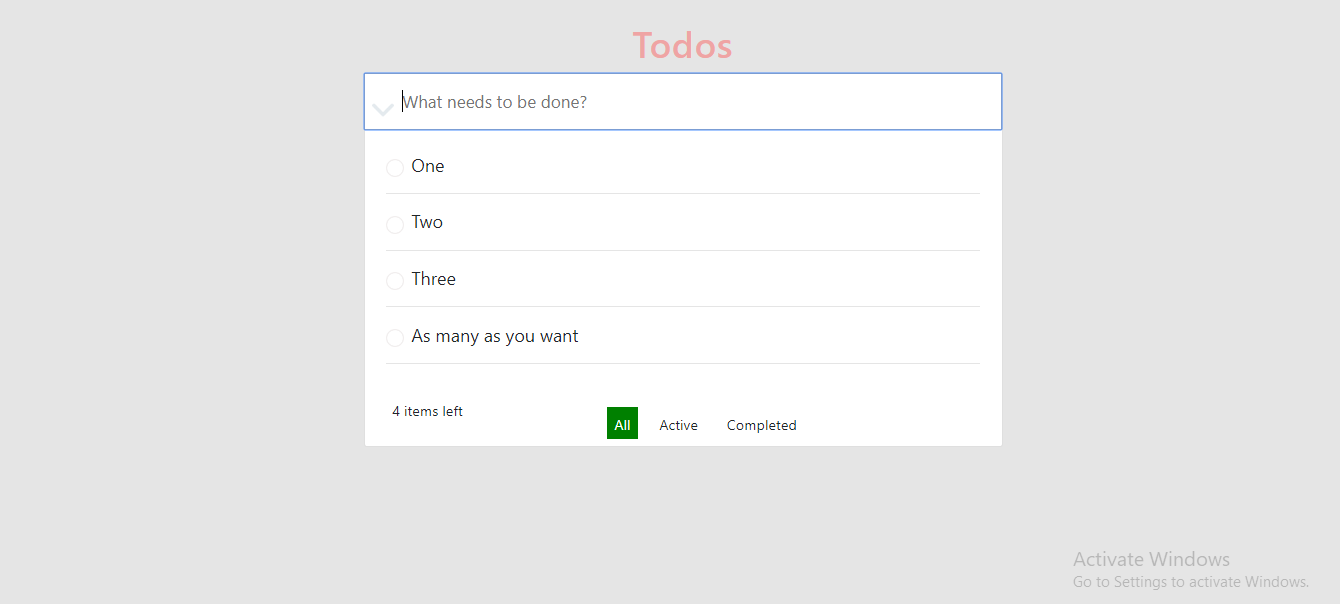 Todos
What needs to be done?
One
Two
Three
As many as you want
4 items left
All Active Completed
Activate Windows
Go to Settings to activate Windows.